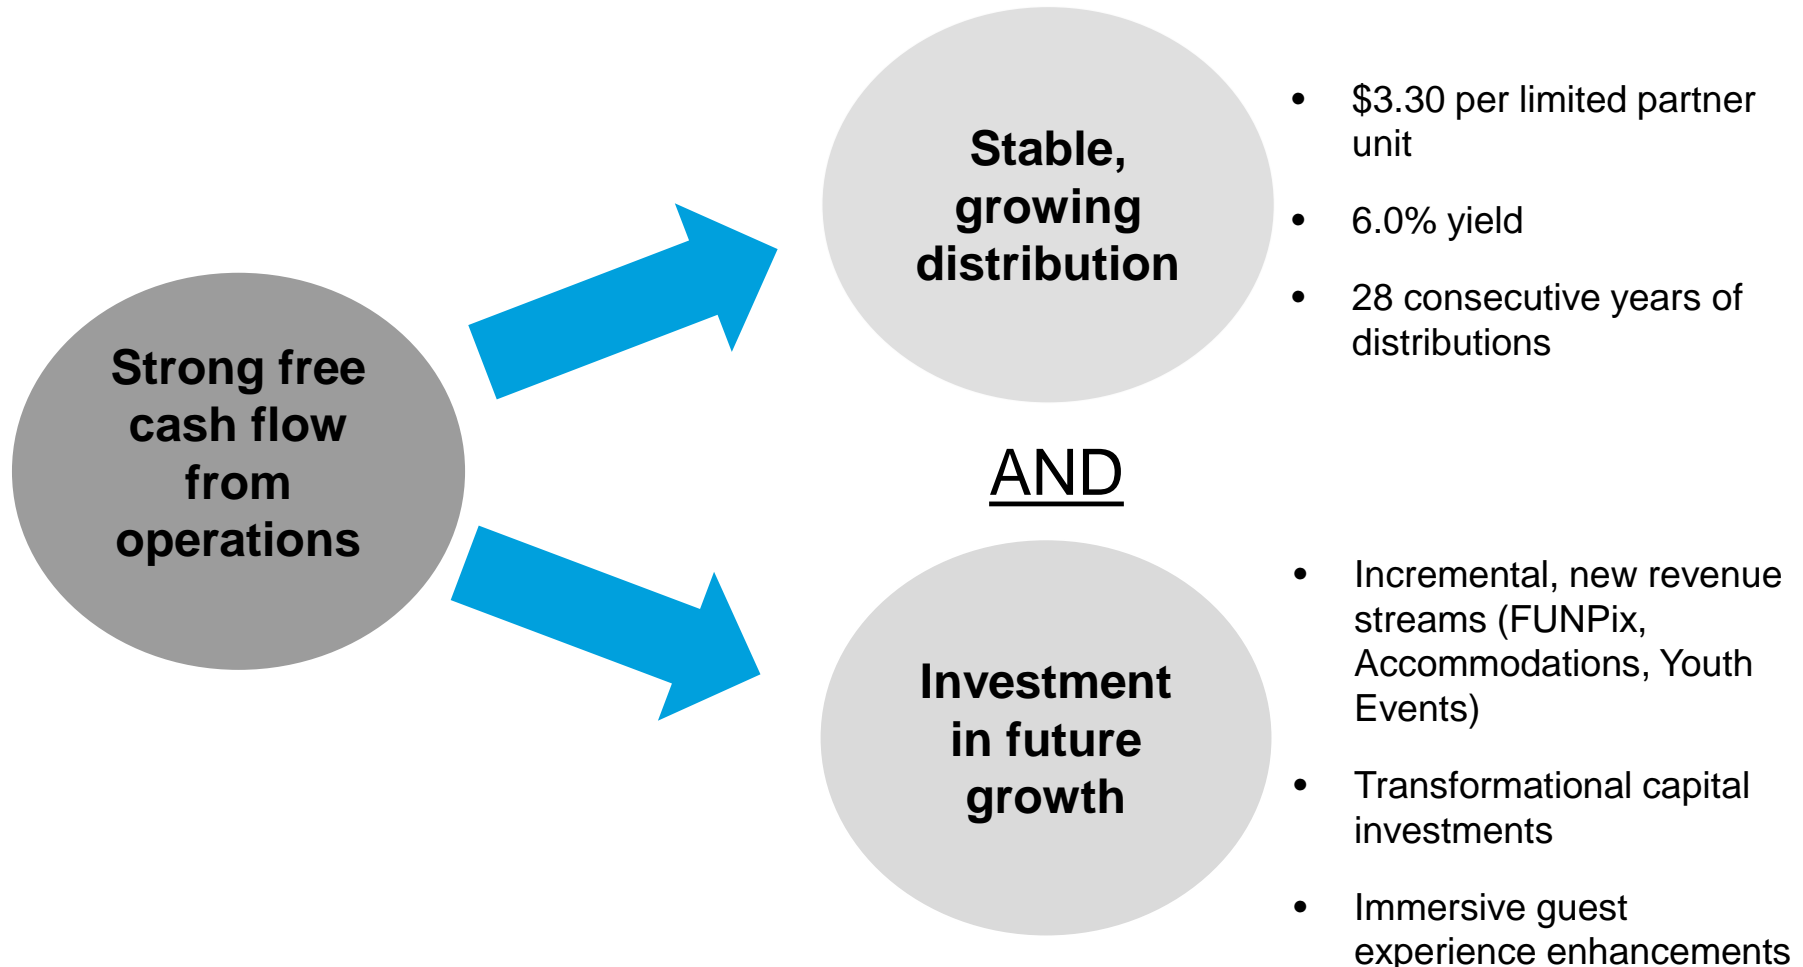 Strong free
cash flow
from
operations
Stable,
growing
distribution
• $3.30 per limited partner
unit
• 6.0% yield
• 28 consecutive years of
distributions
AND
Investment
in future
growth
• Incremental, new revenue
streams (FUNPix,
Accommodations, Youth
Events)
• Transformational capital
investments
• Immersive guest
experience enhancements